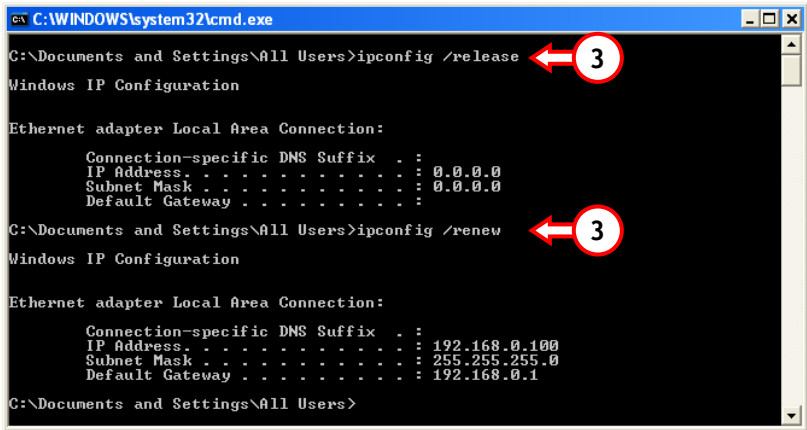 C:\WINDOWS\system32\cmd.exe
C:\Documents and Settings\All Users>ipconfig /release
3
Windows IP Configuration
Ethernet adapter Local Area Connection:
Connection-specific DNS Suffix . :
IP Address. . . . . . . . . . . . : 0.0.0.0
Subnet Mask . . . . . . . . . . . : 0.0.0.0
Default Gateway . . . . . . . . . :
C:\Documents and Settings\All Users>ipconfig /renew
3
Windows IP Configuration
Ethernet adapter Local Area Connection:
Connection-specific DNS Suffix . :
IP Address. . . . . . . . . . . . : 192.168.0.100
Subnet Mask . . . . . . . . . . . : 255.255.255.0
Default Gateway . . . . . . . . . : 192.168.0.1
C:\Documents and Settings\All Users>